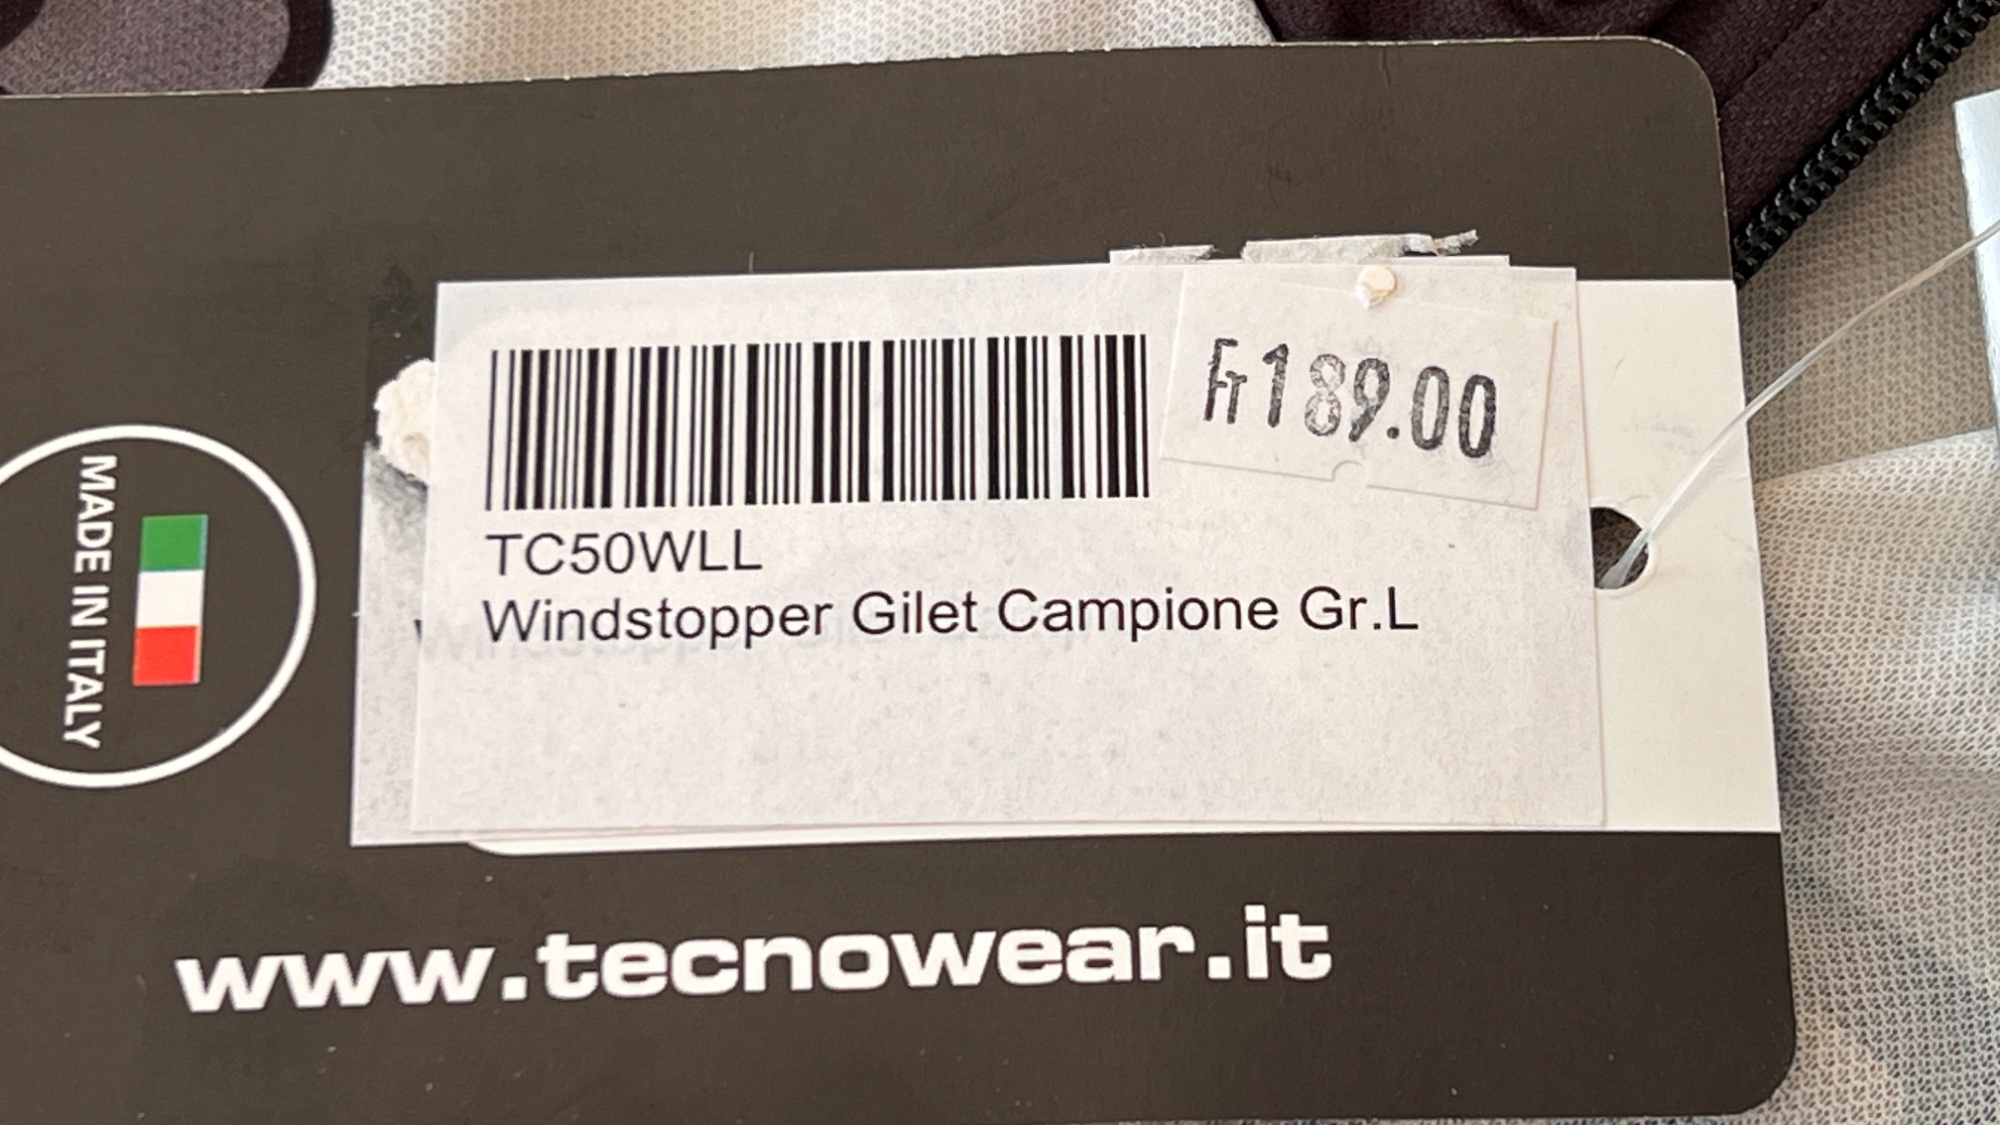 MADE IN ITALY
Fr 189.00
TC50WLL
Windstopper Gilet Campione Gr.L
www.tecnowear.it